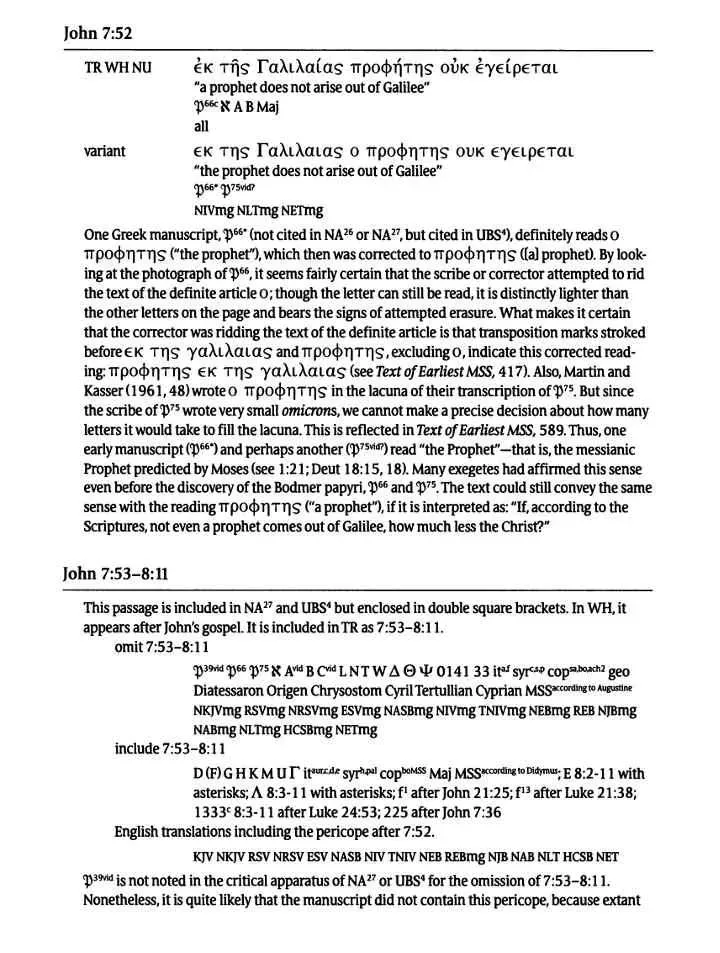 John 7:52
TR WH NU ἐκ τῆς Γαλιλαίας προφήτης οὐκ ἐγείρεται
“a prophet does not arise out of Galilee”
𝔓⁶⁶ᶜ ℵ A B Maj
all
variant εκ της Γαλιλαιας ο προφητης ουκ εγειρεται
“the prophet does not arise out of Galilee”
𝔓⁶⁶* 𝔓⁷⁵ᵛⁱᵈ?
NIVmg NLTmg NETmg
One Greek manuscript, 𝔓⁶⁶* (not cited in NA²⁶ or NA²⁷, but cited in UBS⁴), definitely reads ο
προφητης (“the prophet”), which then was corrected to προφητης ([a] prophet). By look-
ing at the photograph of 𝔓⁶⁶, it seems fairly certain that the scribe or corrector attempted to rid
the text of the definite article ο; though the letter can still be read, it is distinctly lighter than
the other letters on the page and bears the signs of attempted erasure. What makes it certain
that the corrector was ridding the text of the definite article is that transposition marks stroked
before εκ της γαλιλαιας and προφητης, excluding ο, indicate this corrected read-
ing: προφητης εκ της γαλιλαιας (see Text of Earliest MSS, 417). Also, Martin and
Kasser (1961, 48) wrote ο προφητης in the lacuna of their transcription of 𝔓⁷⁵. But since
the scribe of 𝔓⁷⁵ wrote very small omicrons, we cannot make a precise decision about how many
letters it would take to fill the lacuna. This is reflected in Text of Earliest MSS, 589. Thus, one
early manuscript (𝔓⁶⁶*) and perhaps another (𝔓⁷⁵ᵛⁱᵈ?) read “the Prophet”—that is, the messianic
Prophet predicted by Moses (see 1:21; Deut 18:15, 18). Many exegetes had affirmed this sense
even before the discovery of the Bodmer papyri, 𝔓⁶⁶ and 𝔓⁷⁵. The text could still convey the same
sense with the reading προφητης (“a prophet”), if it is interpreted as: “If, according to the
Scriptures, not even a prophet comes out of Galilee, how much less the Christ?”
John 7:53–8:11
This passage is included in NA²⁷ and UBS⁴ but enclosed in double square brackets. In WH, it
appears after John’s gospel. It is included in TR as 7:53–8:11.
omit 7:53–8:11
𝔓³⁹ᵛⁱᵈ 𝔓⁶⁶ 𝔓⁷⁵ ℵ Aᵛⁱᵈ B Cᵛⁱᵈ L N T W Δ Θ Ψ 0141 33 itᵃ,ᶠ syrᶜ,ˢ,ᵖ copˢᵃ,ᵇᵒ,ᵃᶜʰ² geo
Diatessaron Origen Chrysostom Cyril Tertullian Cyprian MSSaccording to Augustine
NKJVmg RSVmg NRSVmg ESVmg NASBmg NIVmg TNIVmg NEBmg REB NJBmg
NABmg NLTmg HCSBmg NETmg
include 7:53–8:11
D (F) G H K M U Γ itᵃᵘʳ,ᶜ,ᵈ,ᵉ syrʰ,ᵖᵃˡ copᵇᵒᴹˢˢ Maj MSSaccording to Didymus; E 8:2-11 with
asterisks; Λ 8:3-11 with asterisks; f¹ after John 21:25; f¹³ after Luke 21:38;
1333ᶜ 8:3-11 after Luke 24:53; 225 after John 7:36
English translations including the pericope after 7:52.
KJV NKJV RSV NRSV ESV NASB NIV TNIV NEB REBmg NJB NAB NLT HCSB NET
𝔓³⁹ᵛⁱᵈ is not noted in the critical apparatus of NA²⁷ or UBS⁴ for the omission of 7:53–8:11.
Nonetheless, it is quite likely that the manuscript did not contain this pericope, because extant